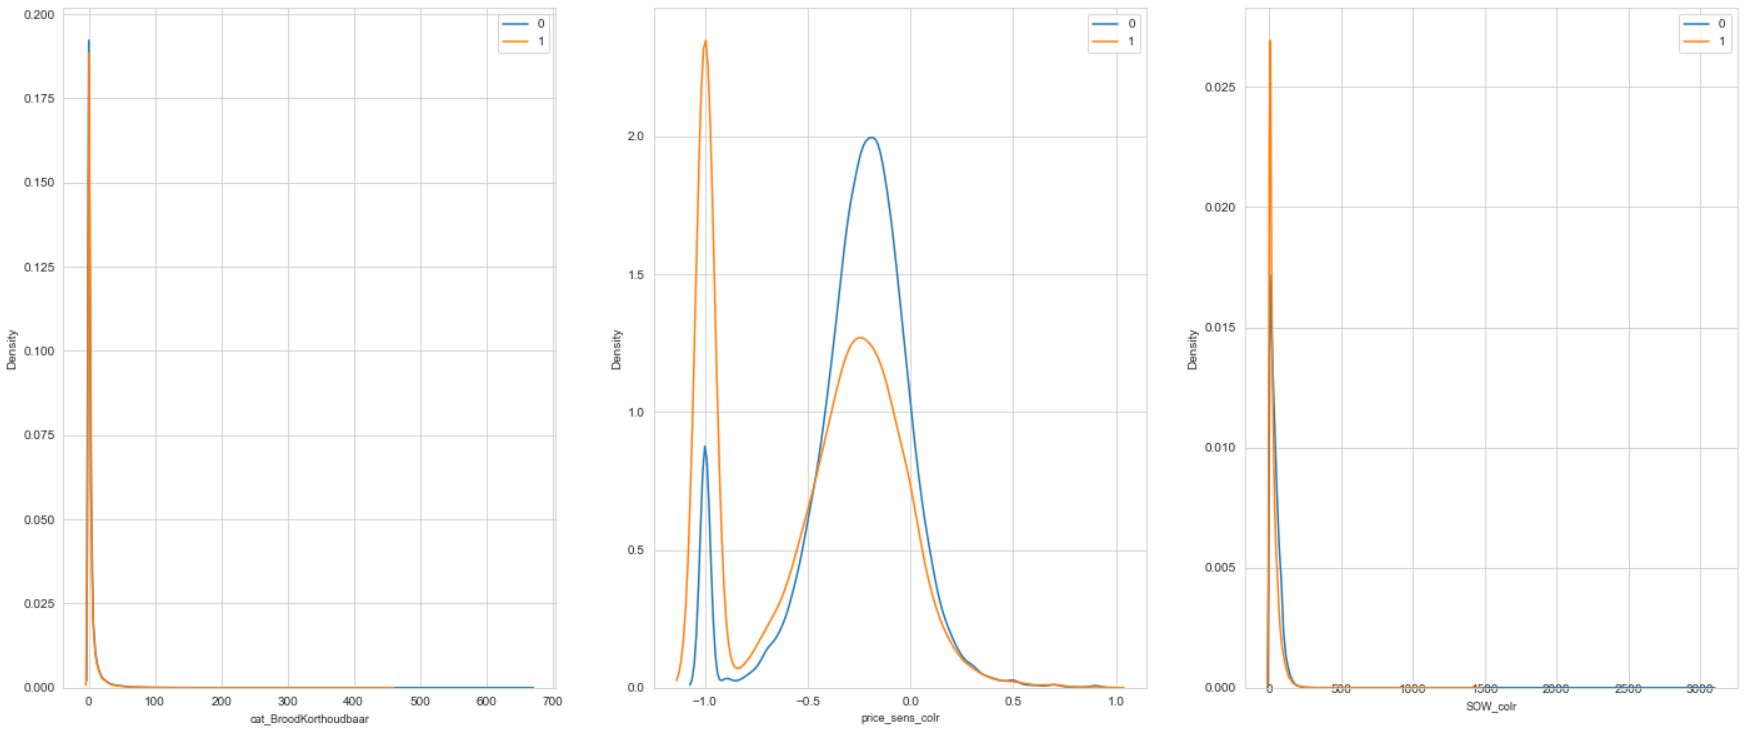 0
1
0.200
0.175
0.150
0.125
0.100
0.075
0.050
0.025
0.000
Density
0 100 200 300 400 500 600 700
cat_BroodKorthoudbaar
0
1
2.0
1.5
1.0
0.5
0.0
Density
−1.0 −0.5 0.0 0.5 1.0
price_sens_colr
0
1
0.025
0.020
0.015
0.010
0.005
0.000
Density
0 500 1000 1500 2000 2500 3000
SOW_colr